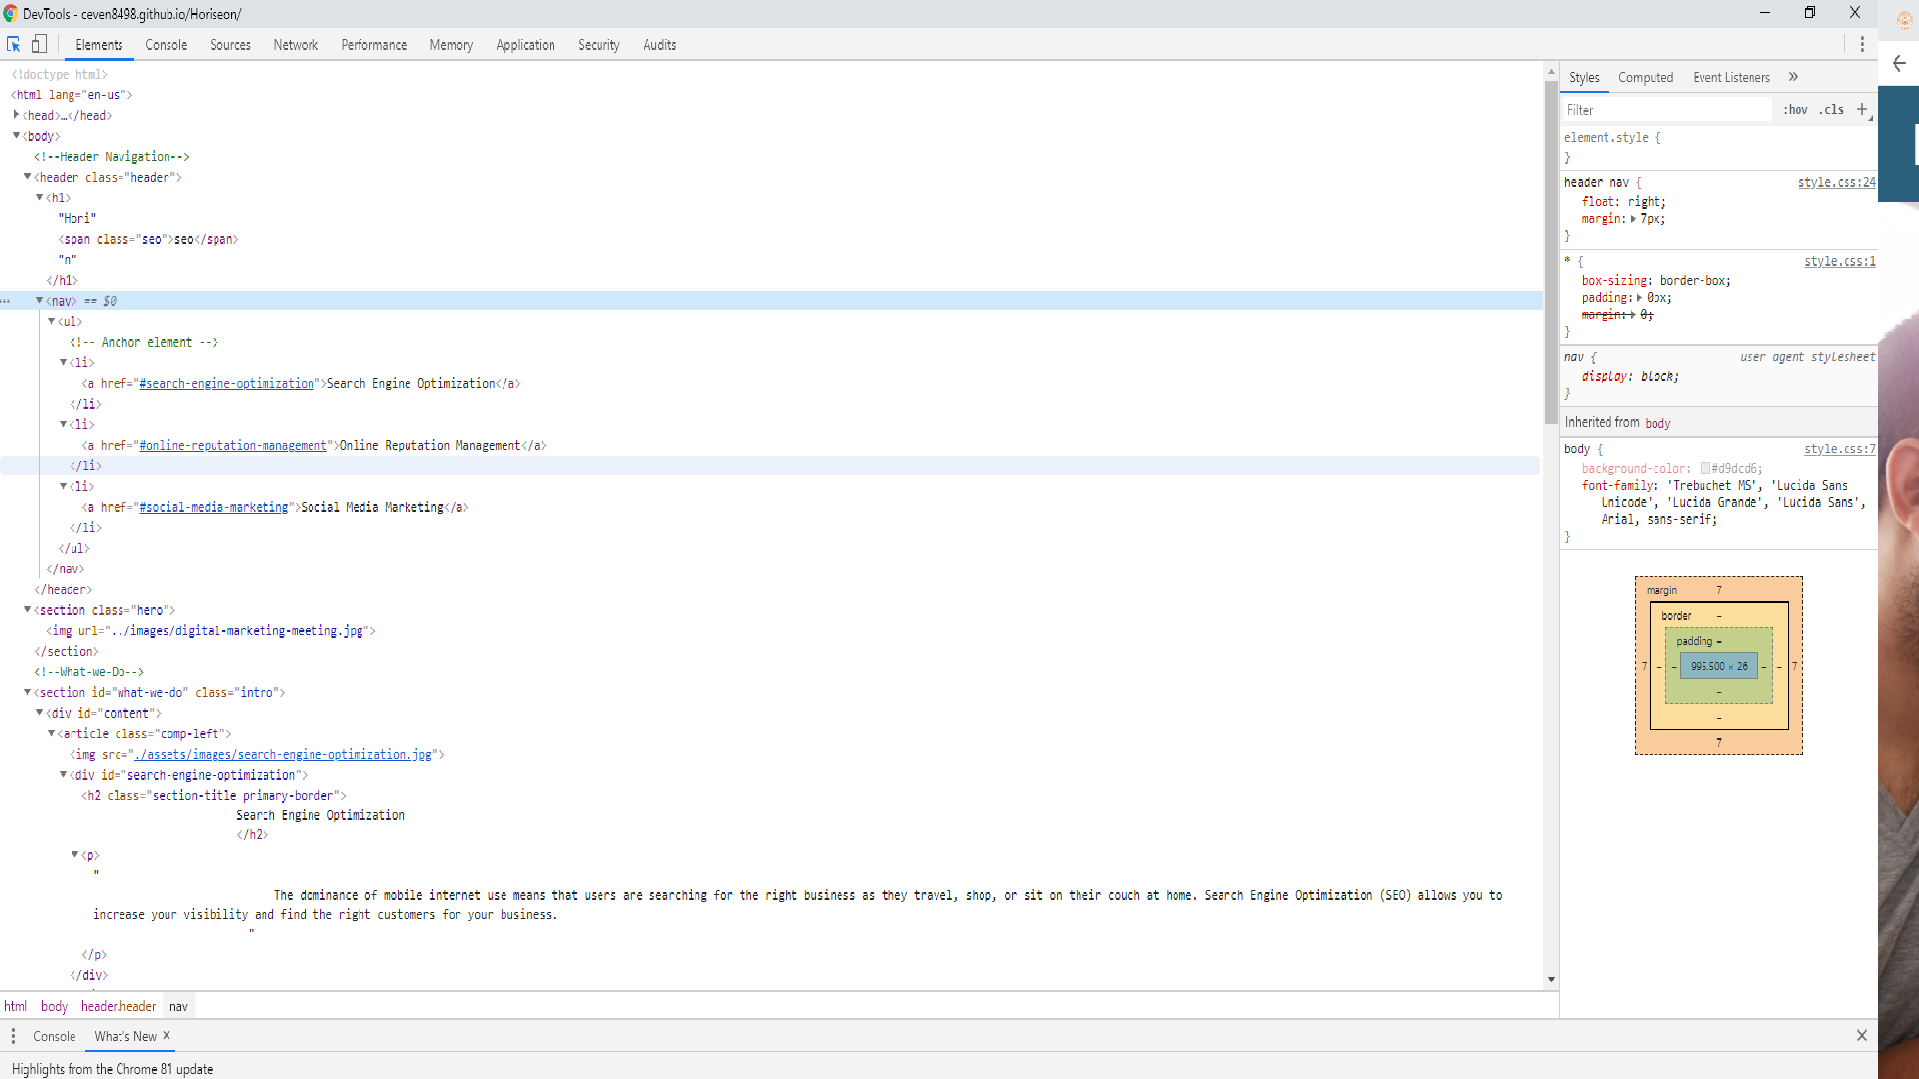 DevTools - ceven8498.github.io/Horiseon/
Elements Console Sources Network Performance Memory Application Security Audits
<!doctype html>
<html lang="en-us">
<head>…</head>
<body>
<!--Header Navigation-->
<header class="header">
<h1>
"Hori"
<span class="seo">seo</span>
"n"
</h1>
<nav> == $0
<ul>
<!-- Anchor element -->
<li>
<a href="#search-engine-optimization">Search Engine Optimization</a>
</li>
<li>
<a href="#online-reputation-management">Online Reputation Management</a>
</li>
<li>
<a href="#social-media-marketing">Social Media Marketing</a>
</li>
</ul>
</nav>
</header>
<section class="hero">
<img url="../images/digital-marketing-meeting.jpg">
</section>
<!--What-we-Do-->
<section id="what-we-do" class="intro">
<div id="content">
<article class="comp-left">
<img src="./assets/images/search-engine-optimization.jpg">
<div id="search-engine-optimization">
<h2 class="section-title primary-border">
Search Engine Optimization
</h2>
<p>
"
The dominance of mobile internet use means that users are searching for the right business as they travel, shop, or sit on their couch at home. Search Engine Optimization (SEO) allows you to
increase your visibility and find the right customers for your business.
"
</p>
</div>
html body header.header nav
Console What's New x
Highlights from the Chrome 81 update
Styles Computed Event Listeners »
Filter :hov .cls +
element.style {
}
header nav { style.css:24
float: right;
margin: 7px;
}
* { style.css:1
box-sizing: border-box;
padding: 0px;
margin: 0;
}
nav { user agent stylesheet
display: block;
}
Inherited from body
body { style.css:7
background-color: #d9dcd6;
font-family: 'Trebuchet MS', 'Lucida Sans
Unicode', 'Lucida Grande', 'Lucida Sans',
Arial, sans-serif;
}
margin 7
border –
padding –
7 – – 995.500 × 26 – – 7
–
–
7